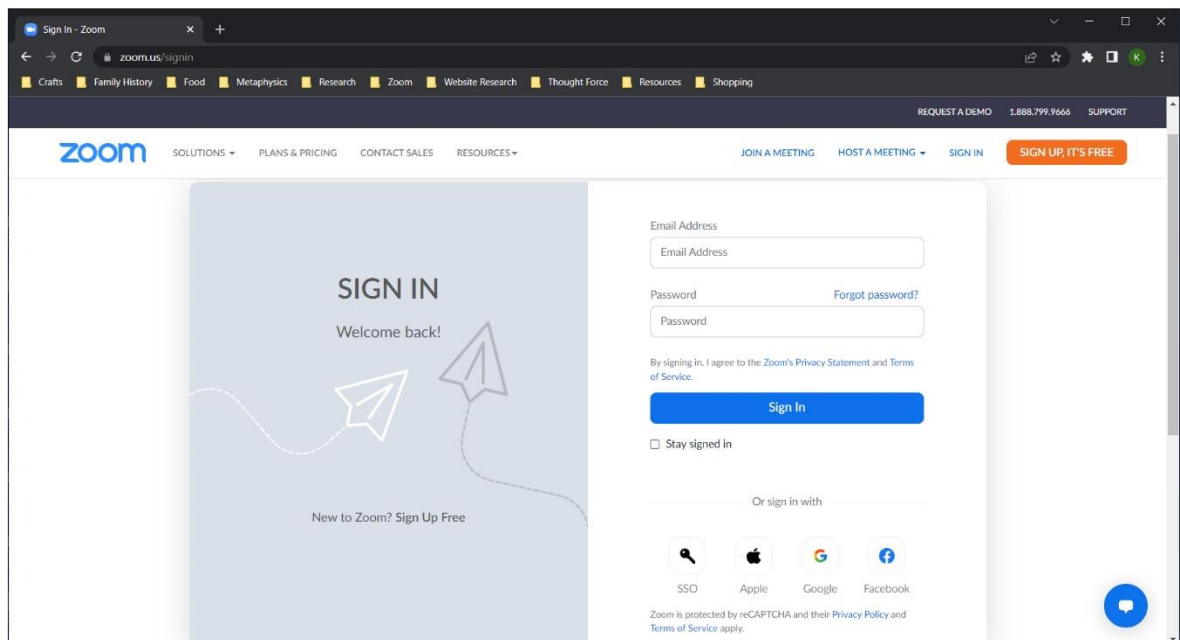 Sign In - Zoom
zoom.us/signin
Crafts Family History Food Metaphysics Research Zoom Website Research Thought Force Resources Shopping
K
REQUEST A DEMO 1.888.799.9666 SUPPORT
zoom SOLUTIONS PLANS & PRICING CONTACT SALES RESOURCES JOIN A MEETING HOST A MEETING SIGN IN SIGN UP, IT'S FREE
SIGN IN
Welcome back!
New to Zoom? Sign Up Free
Email Address
Email Address
Password Forgot password?
Password
By signing in, I agree to the Zoom's Privacy Statement and Terms
of Service.
Sign In
Stay signed in
Or sign in with
SSO Apple Google Facebook
Zoom is protected by reCAPTCHA and their Privacy Policy and
Terms of Service apply.